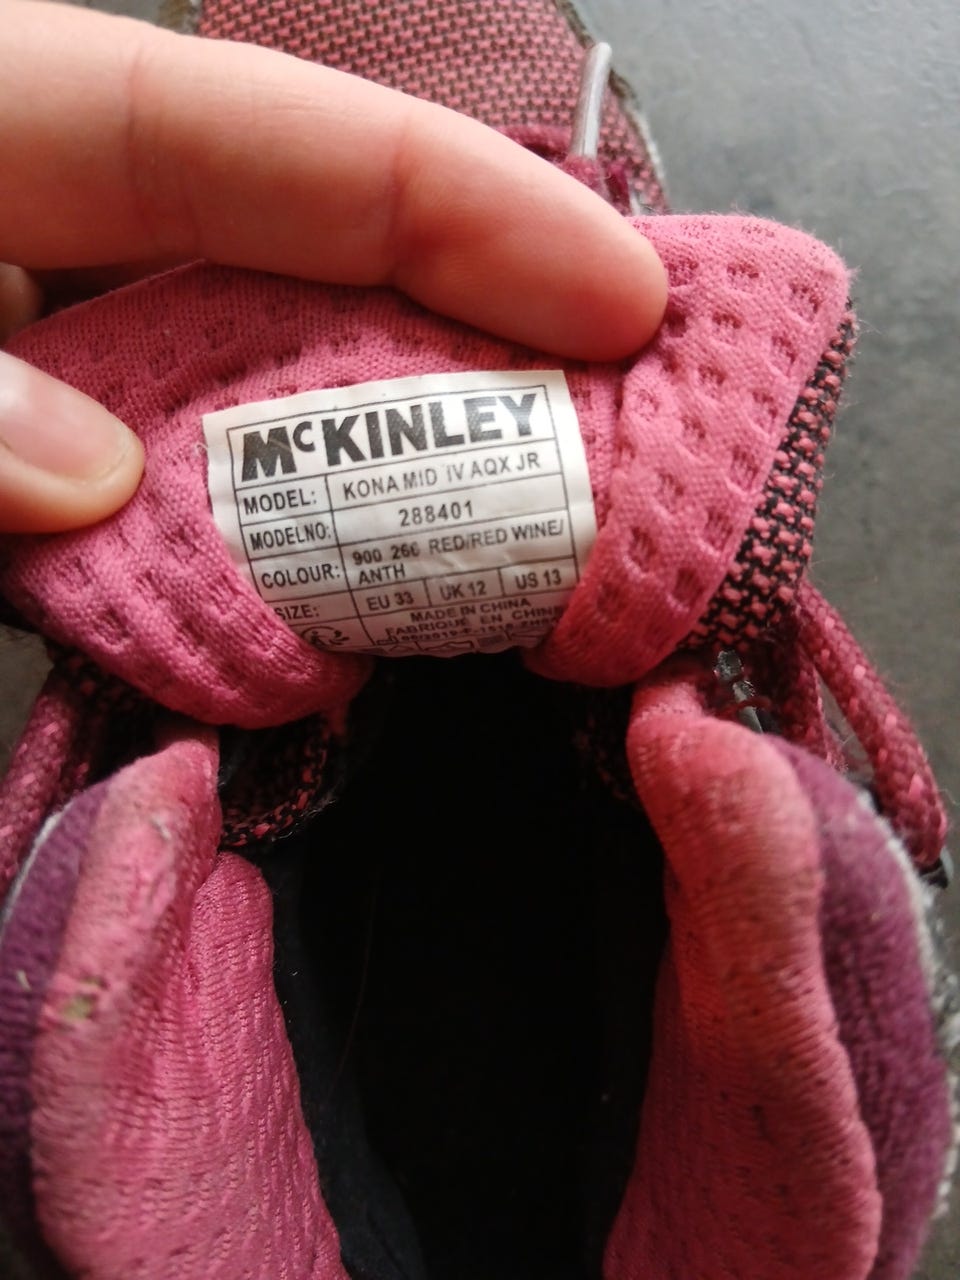 McKINLEY
MODEL: KONA MID IV AQX JR
MODELNO: 288401
COLOUR: 900 266 RED/RED WINE/
ANTH
SIZE: EU 33 UK 12 US 13
MADE IN CHINA
FABRIQUÉ EN CHINE